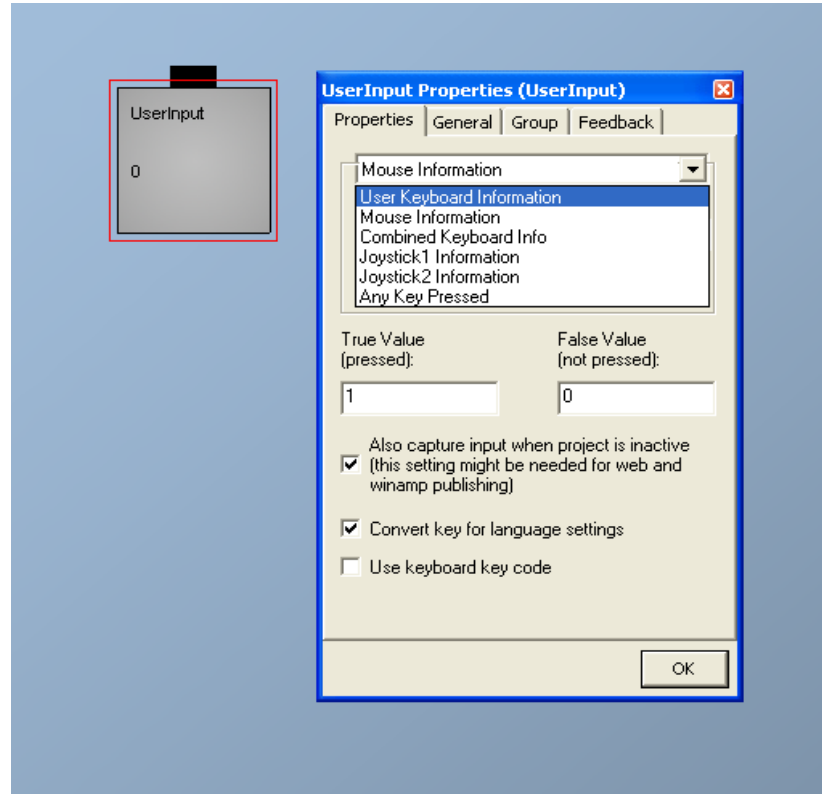 UserInput
0
UserInput Properties (UserInput)
Properties General Group Feedback
Mouse Information
User Keyboard Information
Mouse Information
Combined Keyboard Info
Joystick1 Information
Joystick2 Information
Any Key Pressed
True Value False Value
(pressed): (not pressed):
1 0
Also capture input when project is inactive
(this setting might be needed for web and
winamp publishing)
Convert key for language settings
Use keyboard key code
OK